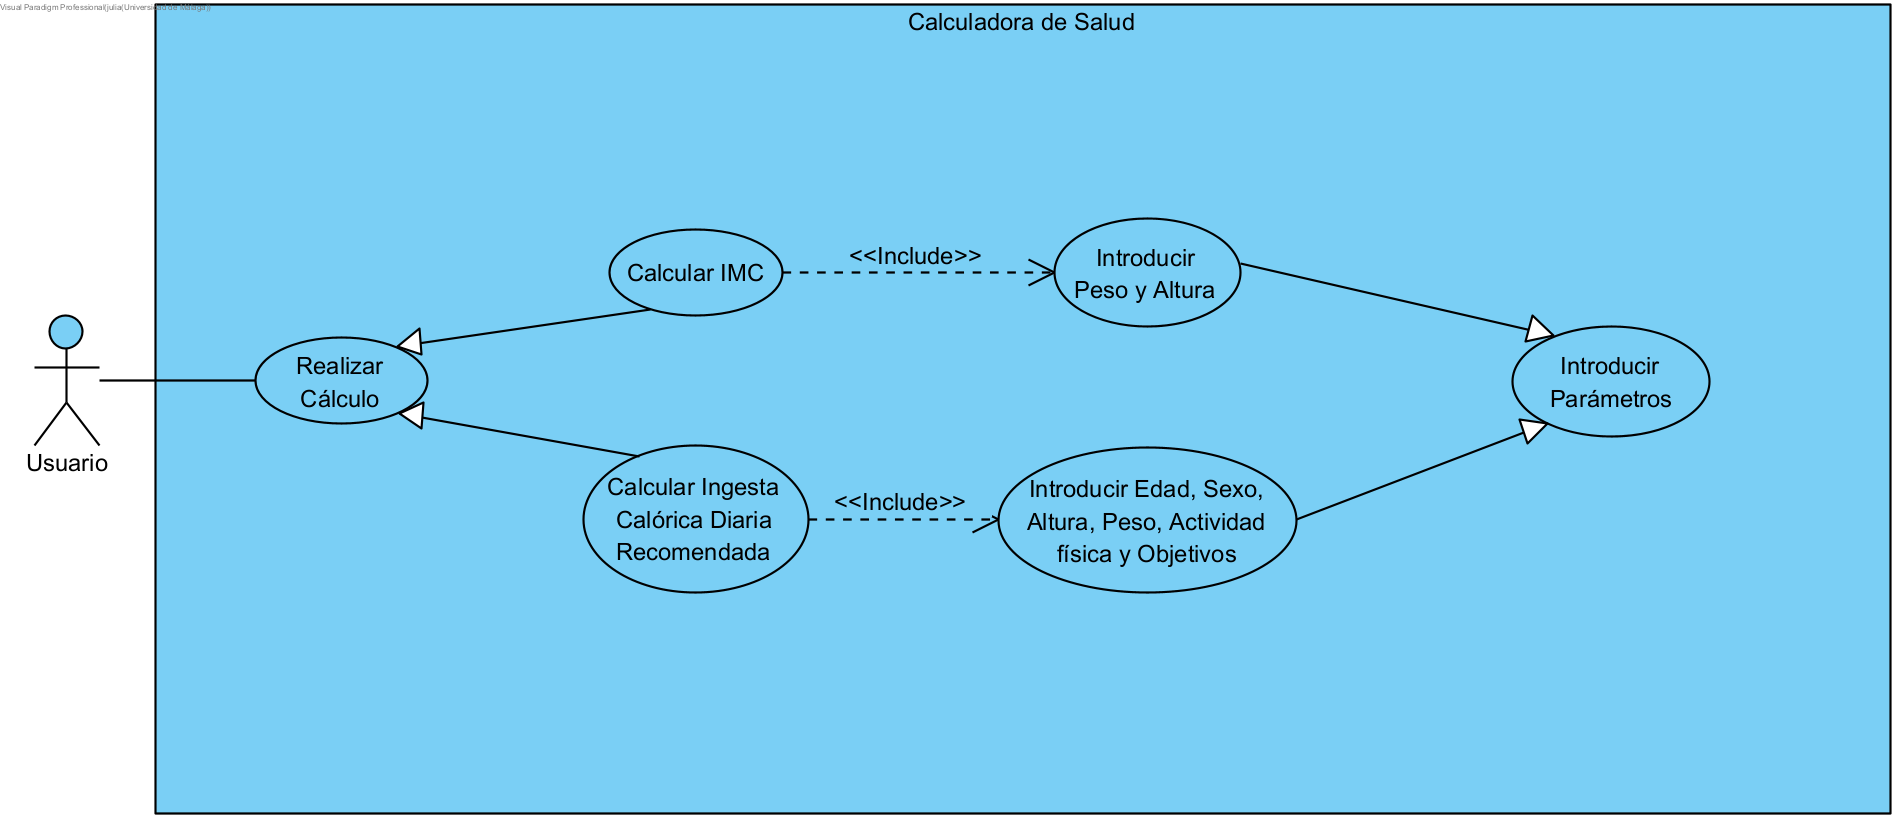 Visual Paradigm Professional(julia(Universidad de Málaga))
Calculadora de Salud
Calcular IMC
<<Include>>
Introducir
Peso y Altura
Realizar
Cálculo
Introducir
Parámetros
Usuario
Calcular Ingesta
Calórica Diaria
Recomendada
<<Include>>
Introducir Edad, Sexo,
Altura, Peso, Actividad
física y Objetivos